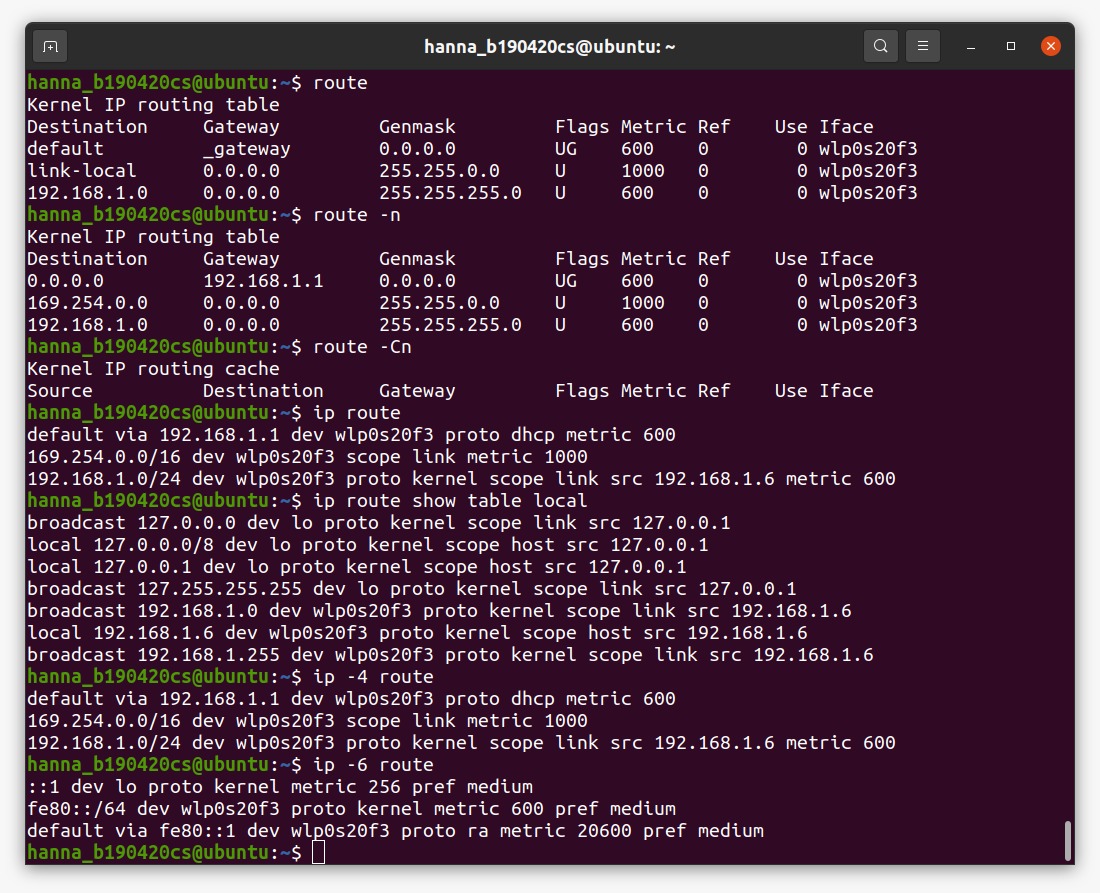 hanna_b190420cs@ubuntu: ~
hanna_b190420cs@ubuntu:~$ route
Kernel IP routing table
Destination     Gateway         Genmask         Flags Metric Ref    Use Iface
default         _gateway        0.0.0.0         UG    600    0        0 wlp0s20f3
link-local      0.0.0.0         255.255.0.0     U     1000   0        0 wlp0s20f3
192.168.1.0     0.0.0.0         255.255.255.0   U     600    0        0 wlp0s20f3
hanna_b190420cs@ubuntu:~$ route -n
Kernel IP routing table
Destination     Gateway         Genmask         Flags Metric Ref    Use Iface
0.0.0.0         192.168.1.1     0.0.0.0         UG    600    0        0 wlp0s20f3
169.254.0.0     0.0.0.0         255.255.0.0     U     1000   0        0 wlp0s20f3
192.168.1.0     0.0.0.0         255.255.255.0   U     600    0        0 wlp0s20f3
hanna_b190420cs@ubuntu:~$ route -Cn
Kernel IP routing cache
Source          Destination     Gateway         Flags Metric Ref    Use Iface
hanna_b190420cs@ubuntu:~$ ip route
default via 192.168.1.1 dev wlp0s20f3 proto dhcp metric 600
169.254.0.0/16 dev wlp0s20f3 scope link metric 1000
192.168.1.0/24 dev wlp0s20f3 proto kernel scope link src 192.168.1.6 metric 600
hanna_b190420cs@ubuntu:~$ ip route show table local
broadcast 127.0.0.0 dev lo proto kernel scope link src 127.0.0.1
local 127.0.0.0/8 dev lo proto kernel scope host src 127.0.0.1
local 127.0.0.1 dev lo proto kernel scope host src 127.0.0.1
broadcast 127.255.255.255 dev lo proto kernel scope link src 127.0.0.1
broadcast 192.168.1.0 dev wlp0s20f3 proto kernel scope link src 192.168.1.6
local 192.168.1.6 dev wlp0s20f3 proto kernel scope host src 192.168.1.6
broadcast 192.168.1.255 dev wlp0s20f3 proto kernel scope link src 192.168.1.6
hanna_b190420cs@ubuntu:~$ ip -4 route
default via 192.168.1.1 dev wlp0s20f3 proto dhcp metric 600
169.254.0.0/16 dev wlp0s20f3 scope link metric 1000
192.168.1.0/24 dev wlp0s20f3 proto kernel scope link src 192.168.1.6 metric 600
hanna_b190420cs@ubuntu:~$ ip -6 route
::1 dev lo proto kernel metric 256 pref medium
fe80::/64 dev wlp0s20f3 proto kernel metric 600 pref medium
default via fe80::1 dev wlp0s20f3 proto ra metric 20600 pref medium
hanna_b190420cs@ubuntu:~$